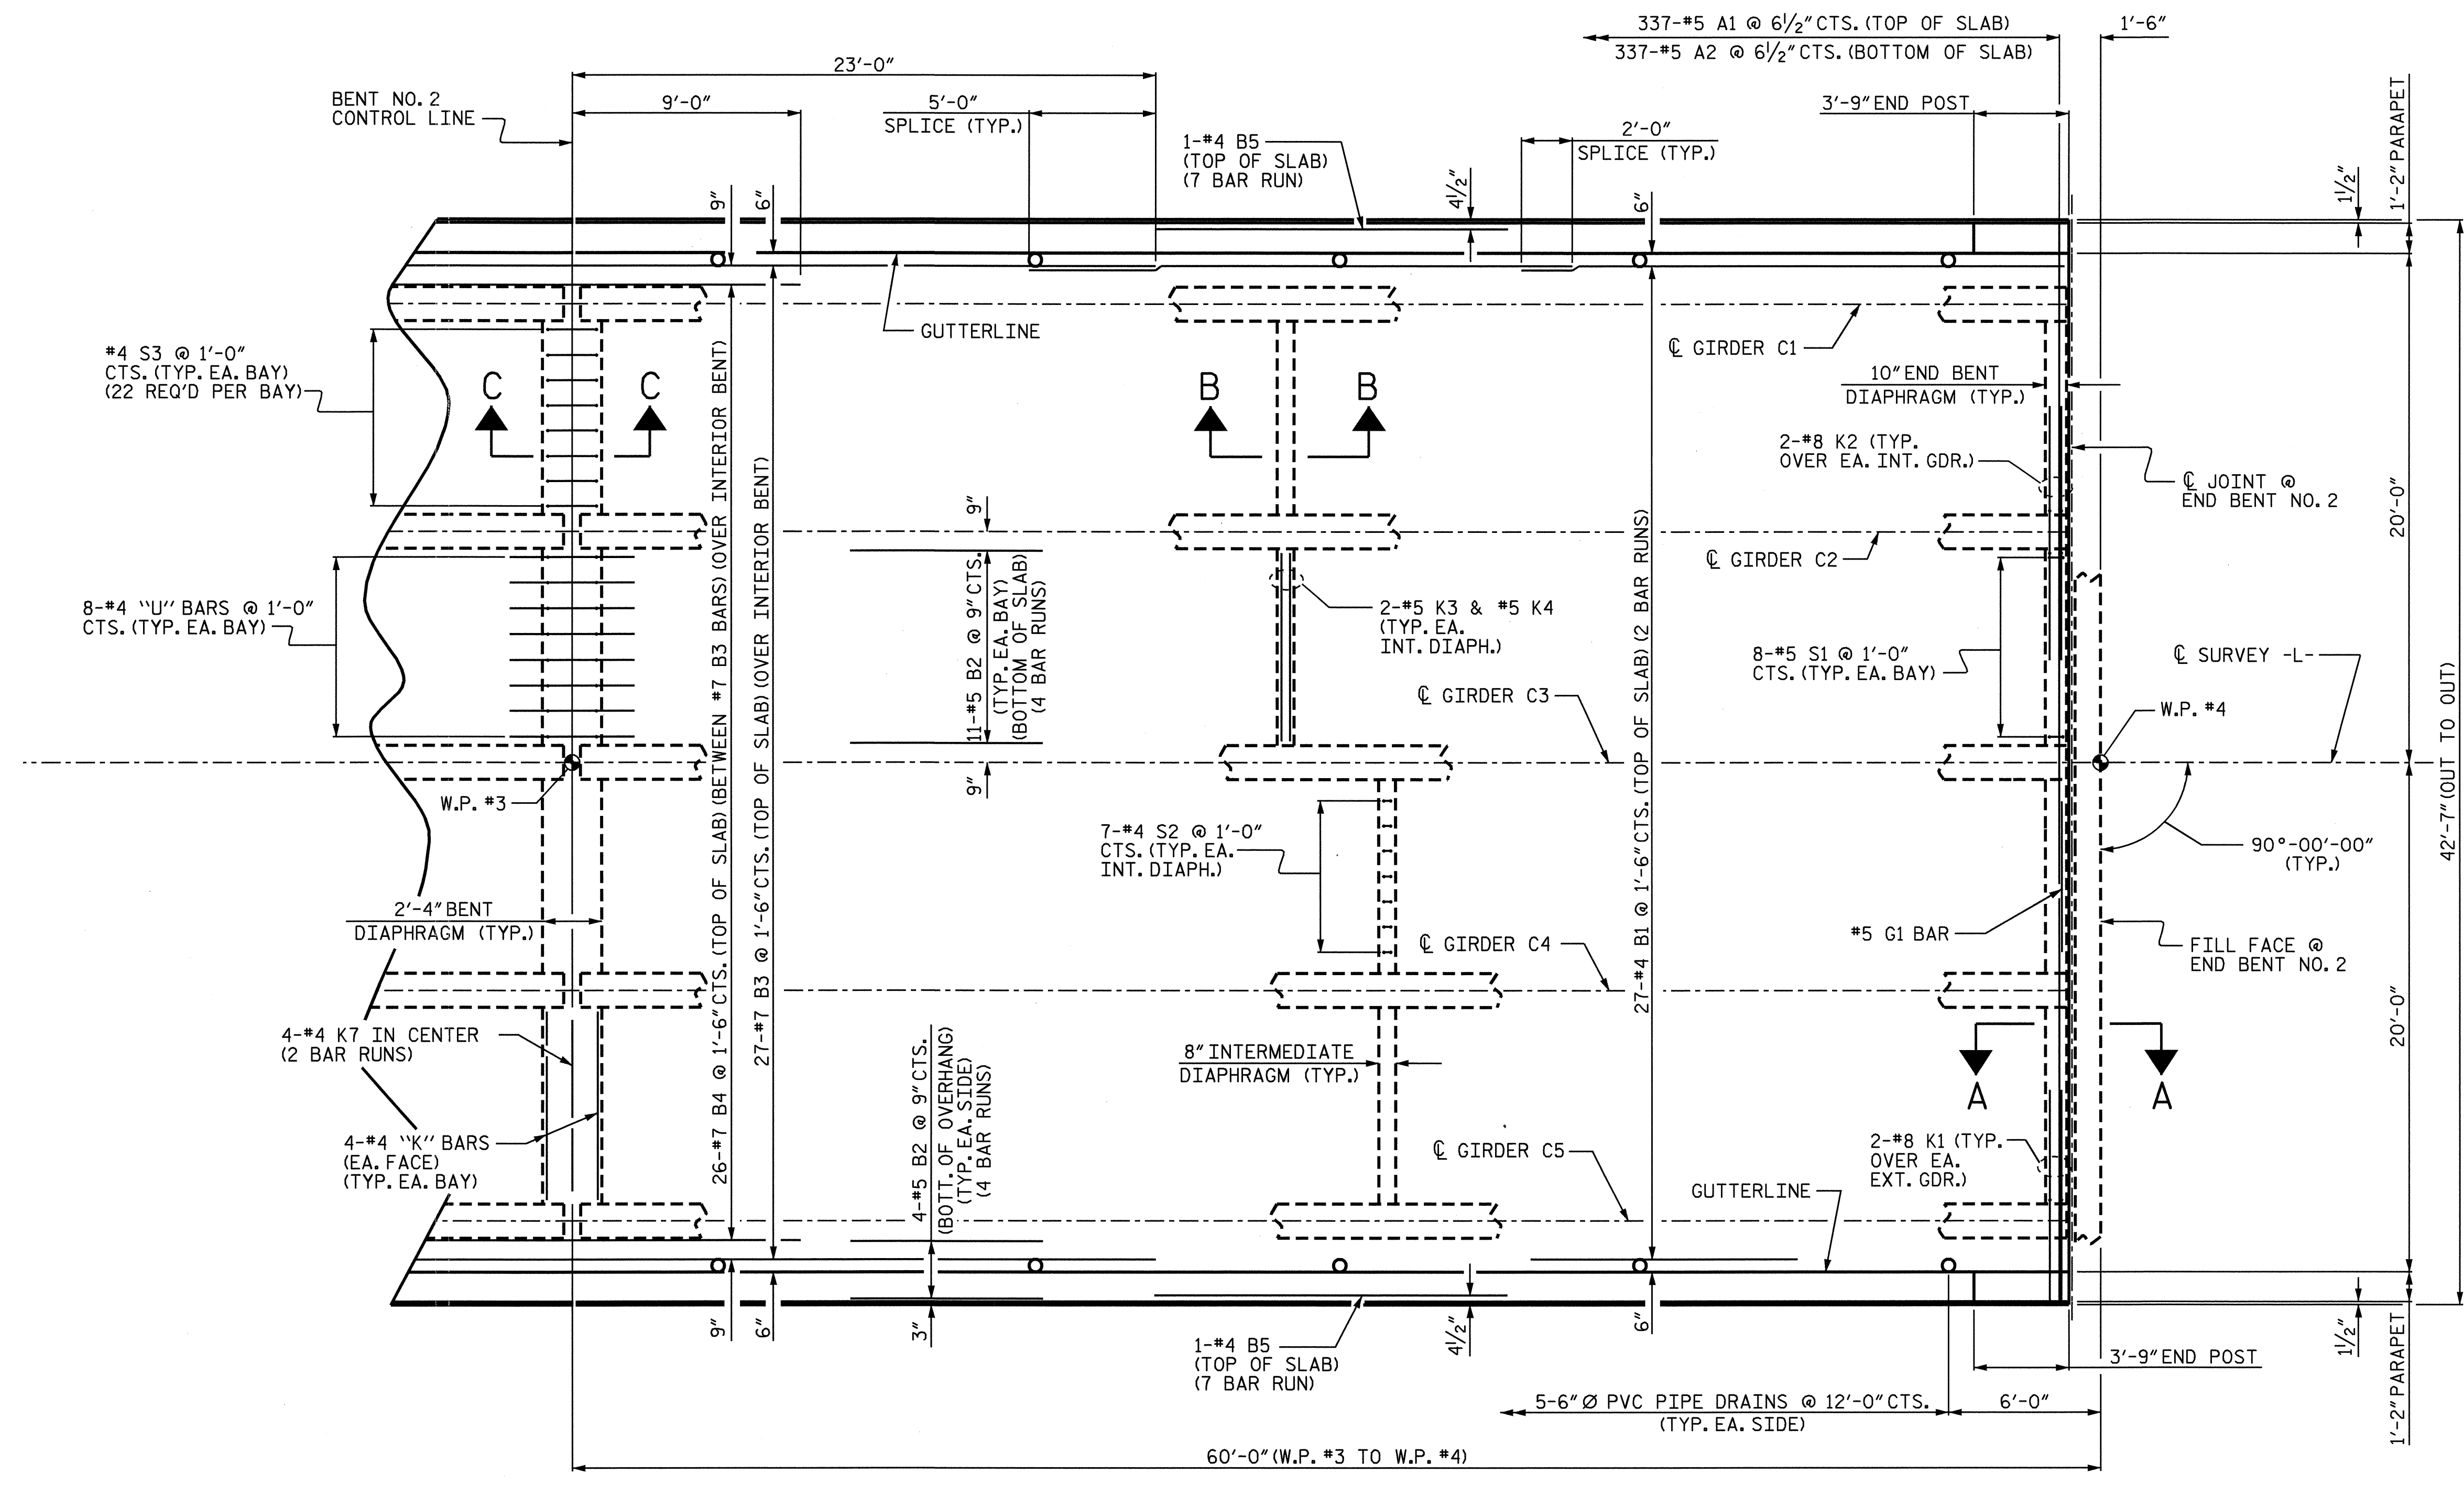 337-#5 A1 @ 6½" CTS. (TOP OF SLAB)
337-#5 A2 @ 6½" CTS. (BOTTOM OF SLAB)
1'-6"
23'-0"
BENT NO. 2
CONTROL LINE
9'-0"
5'-0"
SPLICE (TYP.)
1-#4 B5
(TOP OF SLAB)
(7 BAR RUN)
2'-0"
SPLICE (TYP.)
3'-9" END POST
1'-2" PARAPET
1½"
9"
6"
4½"
6"
GUTTERLINE
#4 S3 @ 1'-0"
CTS. (TYP. EA. BAY)
(22 REQ'D PER BAY)
C
C
B
B
℄ GIRDER C1
10" END BENT
DIAPHRAGM (TYP.)
2-#8 K2 (TYP.
OVER EA. INT. GDR.)
℄ JOINT @
END BENT NO. 2
20'-0"
9"
℄ GIRDER C2
8-#4 "U" BARS @ 1'-0"
CTS. (TYP. EA. BAY)
26-#7 B4 @ 1'-6" CTS. (TOP OF SLAB) (BETWEEN #7 B3 BARS) (OVER INTERIOR BENT)
27-#7 B3 @ 1'-6" CTS. (TOP OF SLAB) (OVER INTERIOR BENT)
11-#5 B2 @ 9" CTS.
(TYP. EA. BAY)
(BOTTOM OF SLAB)
(4 BAR RUNS)
2-#5 K3 & #5 K4
(TYP. EA.
INT. DIAPH.)
27-#4 B1 @ 1'-6" CTS. (TOP OF SLAB) (2 BAR RUNS)
8-#5 S1 @ 1'-0"
CTS. (TYP. EA. BAY)
℄ SURVEY -L-
℄ GIRDER C3
W.P. #4
42'-7" (OUT TO OUT)
W.P. #3
9"
7-#4 S2 @ 1'-0"
CTS. (TYP. EA.
INT. DIAPH.)
90°-00'-00"
(TYP.)
2'-4" BENT
DIAPHRAGM (TYP.)
℄ GIRDER C4
#5 G1 BAR
FILL FACE @
END BENT NO. 2
4-#4 K7 IN CENTER
(2 BAR RUNS)
4-#5 B2 @ 9" CTS.
(BOTT. OF OVERHANG)
(TYP. EA. SIDE)
(4 BAR RUNS)
8" INTERMEDIATE
DIAPHRAGM (TYP.)
20'-0"
A
A
4-#4 "K" BARS
(EA. FACE)
(TYP. EA. BAY)
℄ GIRDER C5
2-#8 K1 (TYP.
OVER EA.
EXT. GDR.)
GUTTERLINE
9"
6"
3"
1-#4 B5
(TOP OF SLAB)
(7 BAR RUN)
4½"
6"
1½"
1'-2" PARAPET
3'-9" END POST
5-6" Ø PVC PIPE DRAINS @ 12'-0" CTS.
(TYP. EA. SIDE)
6'-0"
60'-0" (W.P. #3 TO W.P. #4)